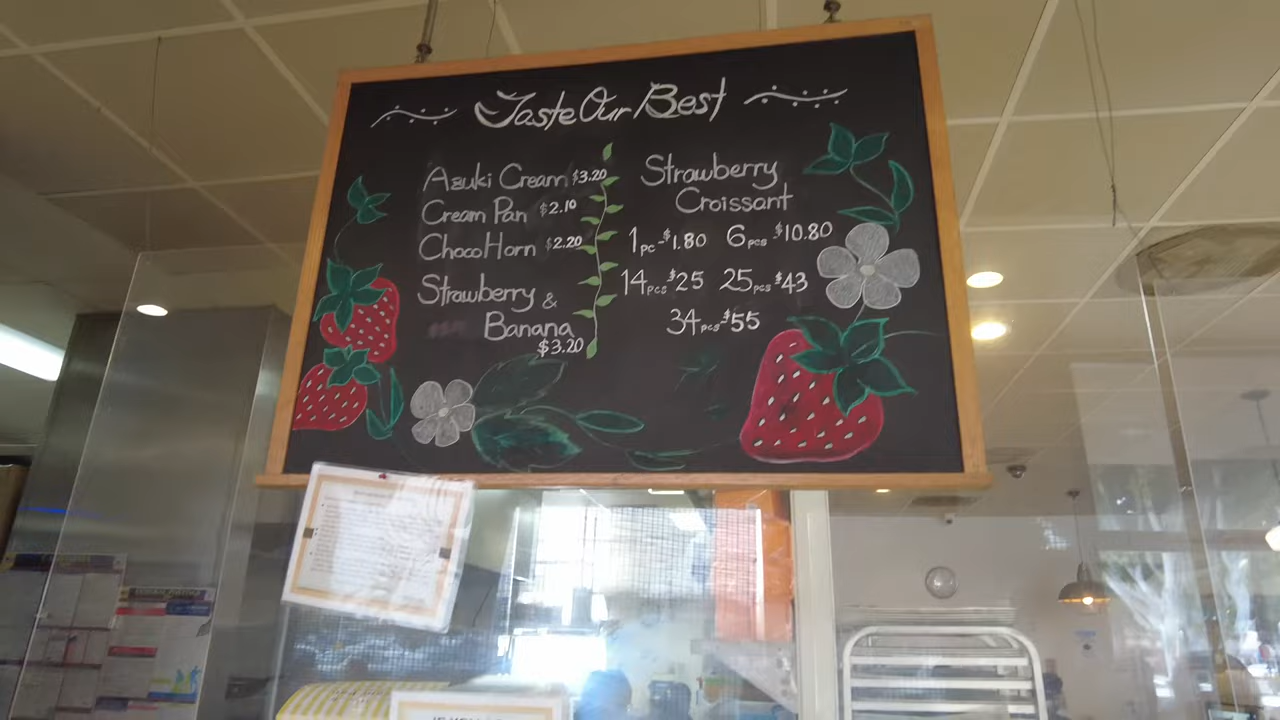 Taste Our Best
Azuki Cream $3.20
Cream Pan $2.10
Choco Horn $2.20
Strawberry &
Banana
$3.20
Strawberry
Croissant
1pc-$1.80 6pcs $10.80
14pcs $25 25pcs $43
34pcs $55